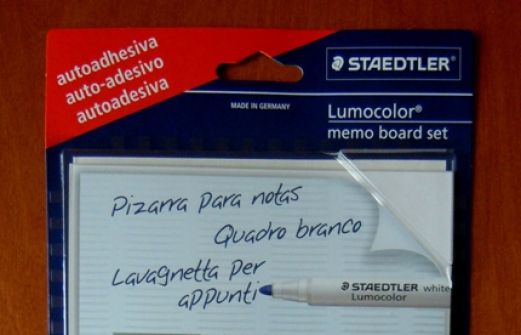 autoadhesiva
auto-adesivo
autoadesiva
STAEDTLER®
MADE IN GERMANY
Lumocolor®
memo board set
Pizarra para notas
Quadro branco
Lavagnetta per
appunti
STAEDTLER white
Lumocolor